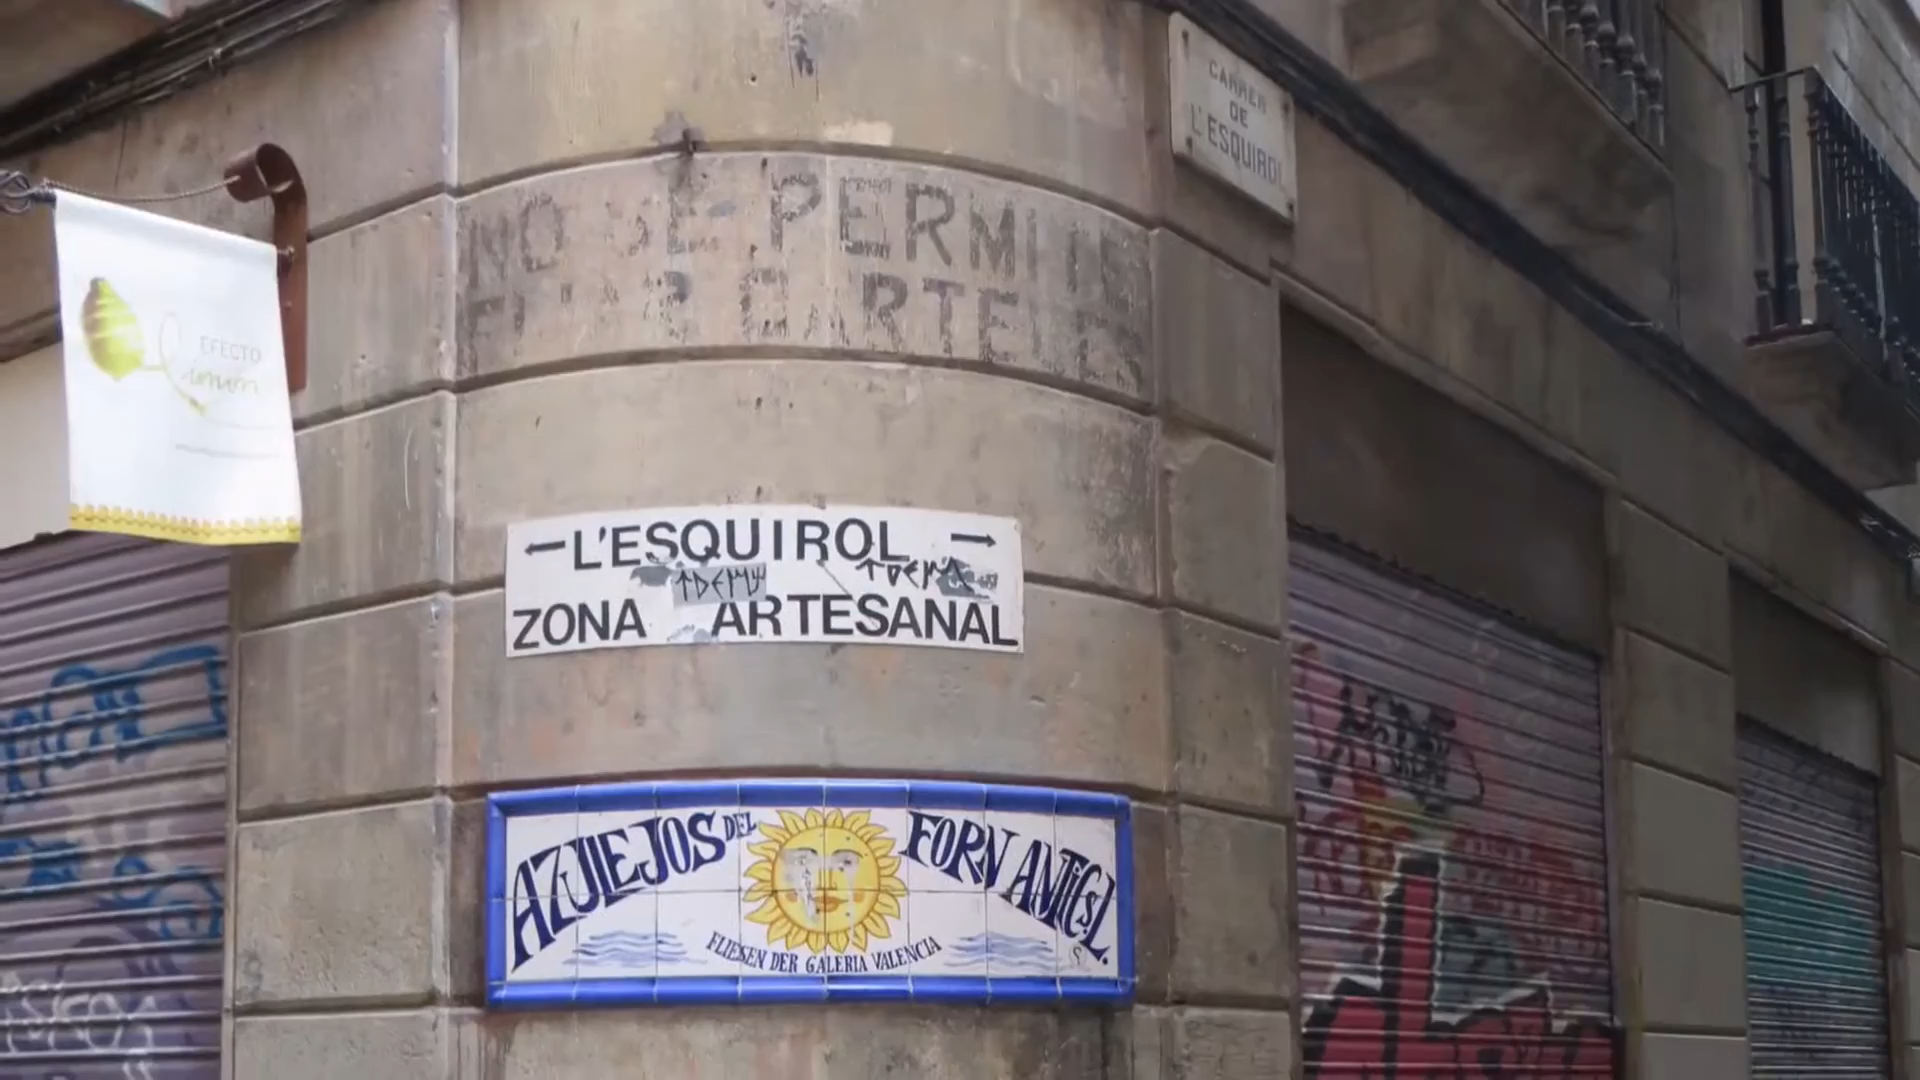 CARRER
DE
L'ESQUIROL
NO SE PERMITE
FIJAR CARTELES
EFECTO
Limón
←L'ESQUIROL →
ZONA ARTESANAL
AZULEJOS DEL FORN ANTIC S.L.
FLIESEN DER GALERIA VALENCIA